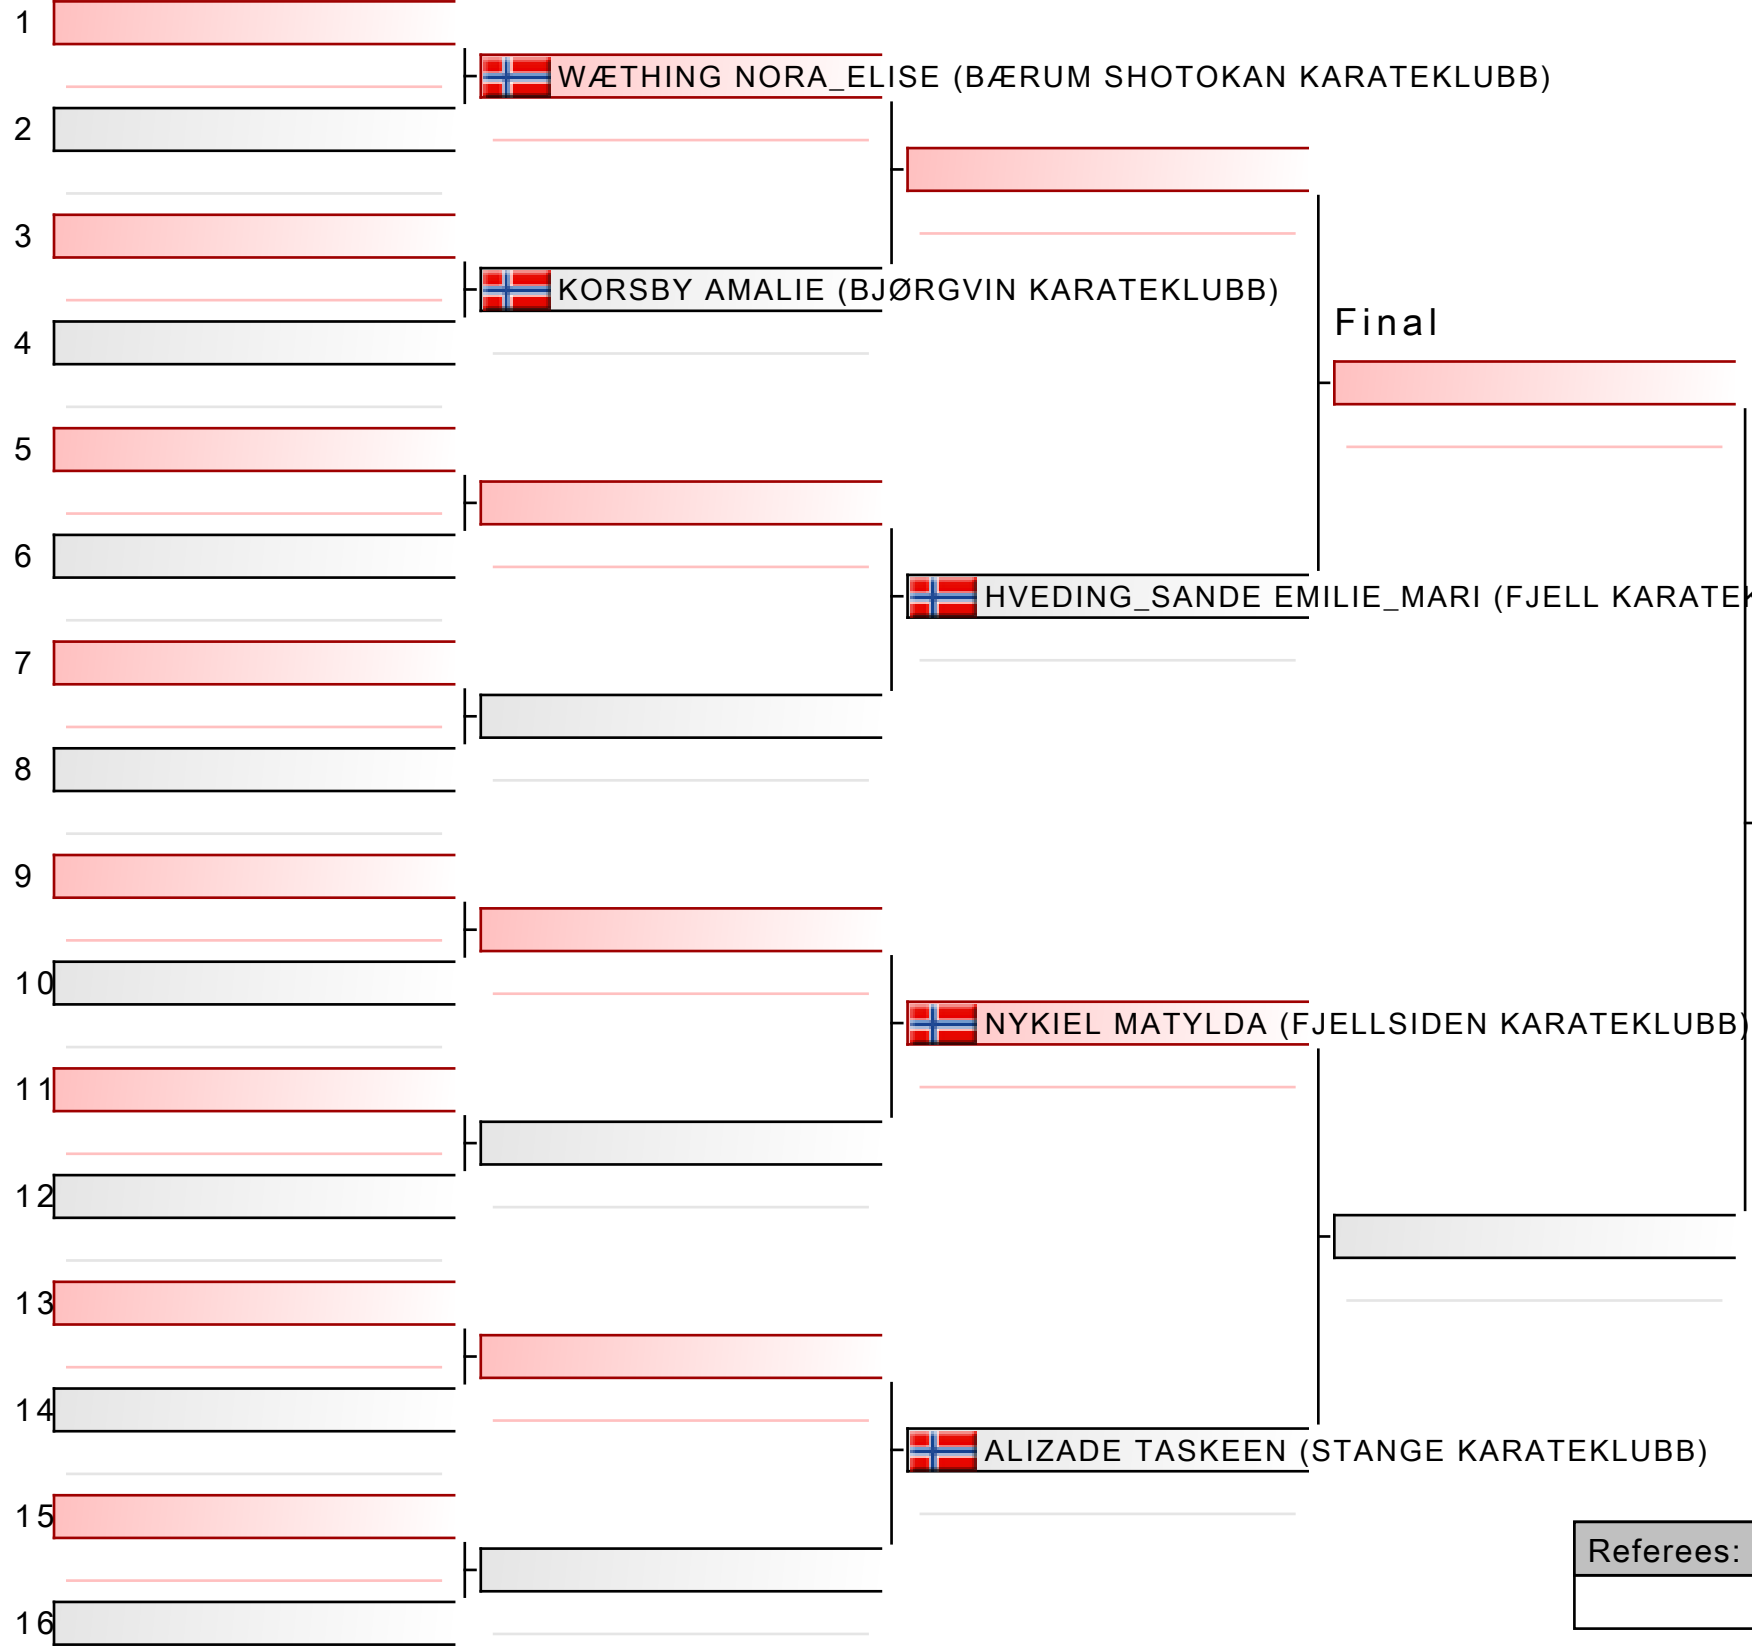 1
WÆTHING NORA_ELISE (BÆRUM SHOTOKAN KARATEKLUBB)
2
3
KORSBY AMALIE (BJØRGVIN KARATEKLUBB)
4
Final
5
6
HVEDING_SANDE EMILIE_MARI (FJELL
7
8
9
10
NYKIEL MATYLDA (FJELLSIDEN KARATEKLUBB)
11
12
13
14
ALIZADE TASKEEN (STANGE KARATEKLUBB)
15
Referees:
16